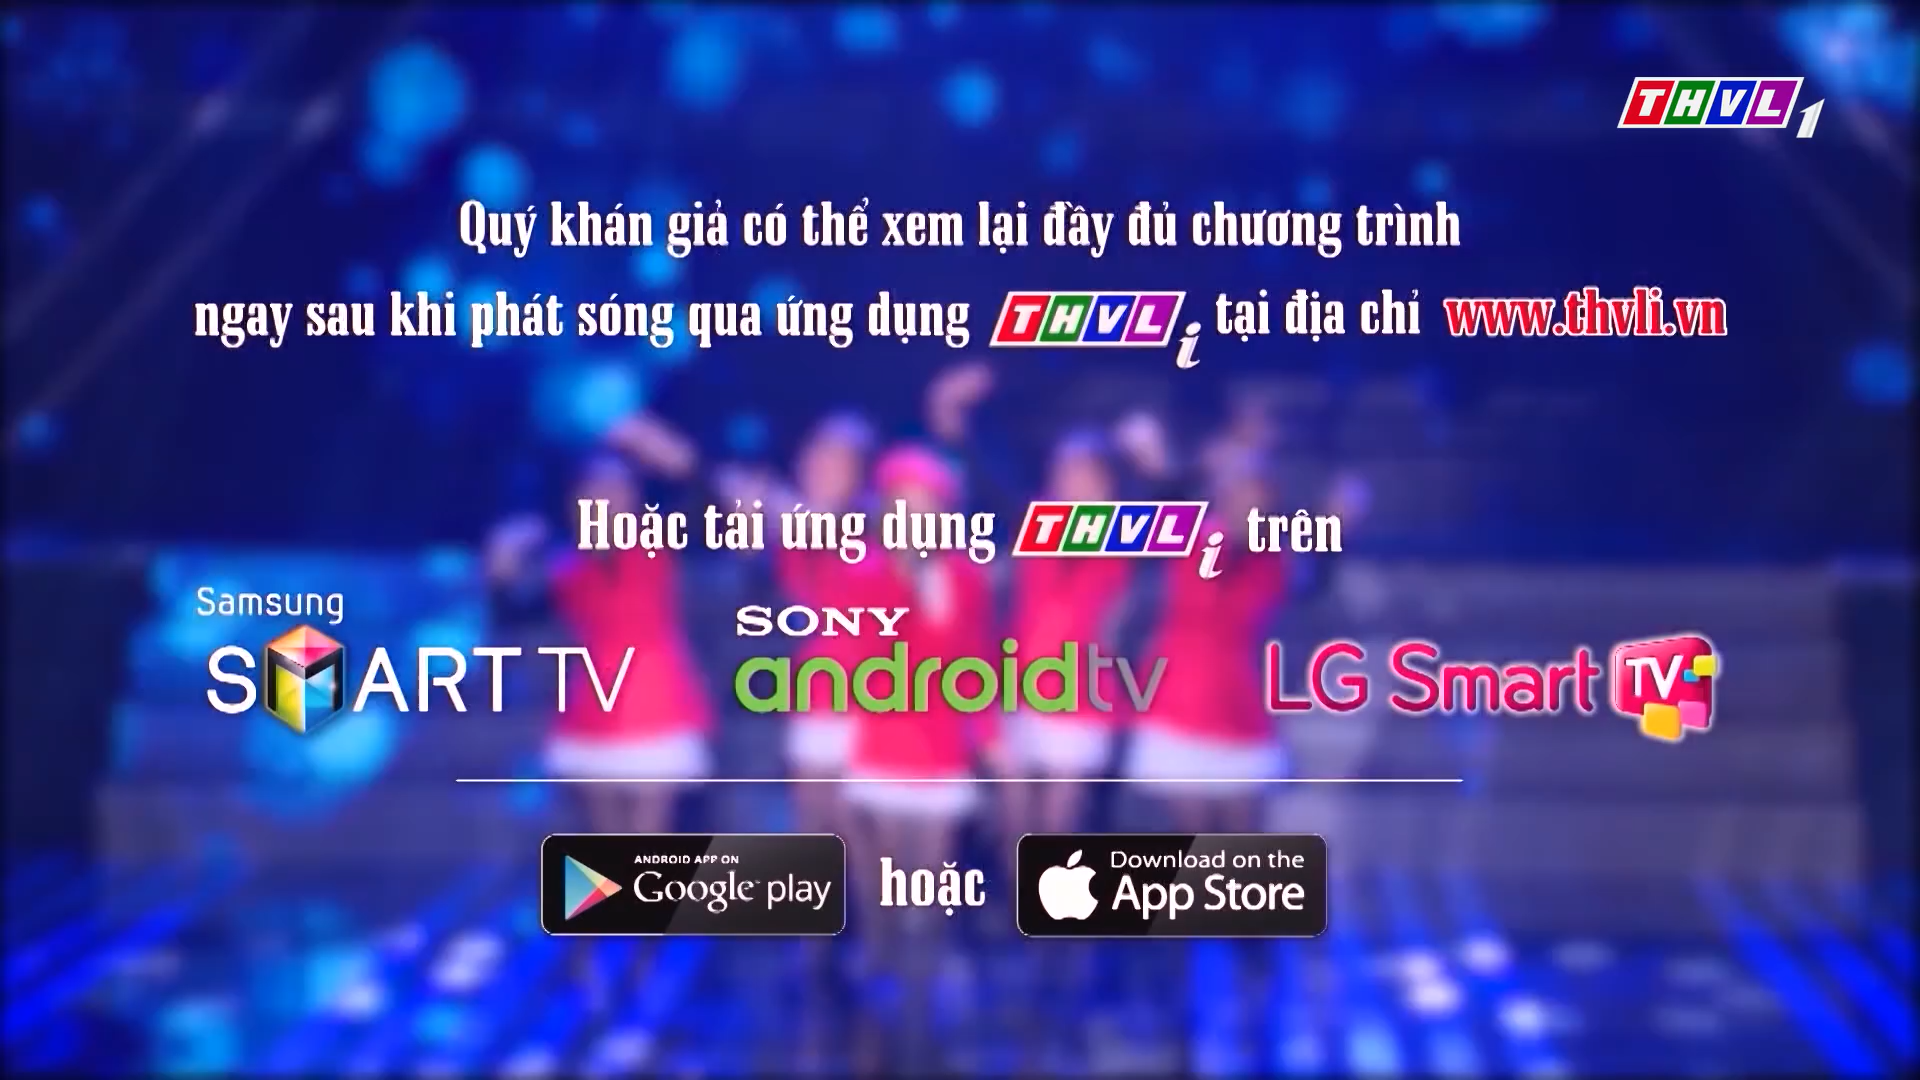 THVL1
Quý khán giả có thể xem lại đầy đủ chương trình
ngay sau khi phát sóng qua ứng dụng THVLi tại địa chỉ www.thvli.vn
Hoặc tải ứng dụng THVLi trên
Samsung
SMART TV
SONY
androidtv
LG Smart TV
ANDROID APP ON
Google play
hoặc
Download on the
App Store